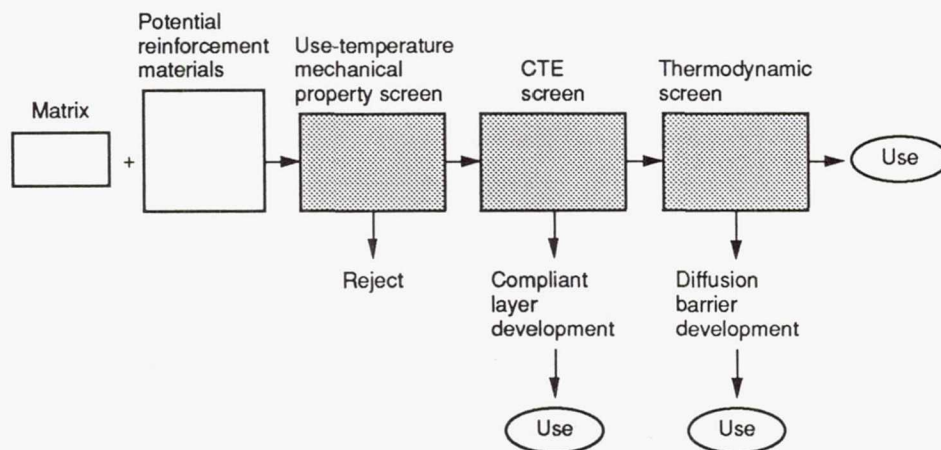 Potential
reinforcement
materials
Use-temperature
mechanical
property screen
CTE
screen
Thermodynamic
screen
Matrix
+
Use
Reject
Compliant
layer
development
Diffusion
barrier
development
Use
Use